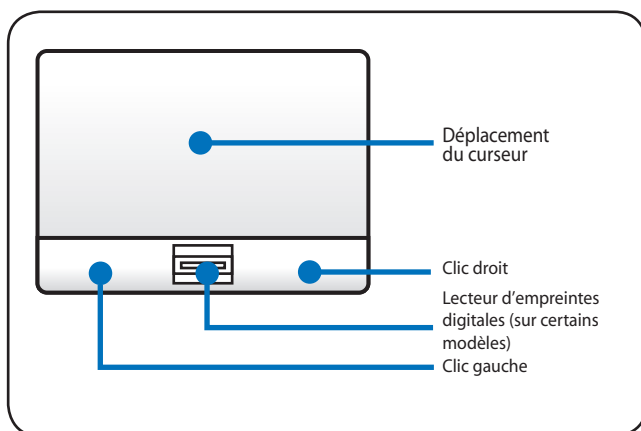 Déplacement
du curseur
Clic droit
Lecteur d’empreintes
digitales (sur certains
modèles)
Clic gauche